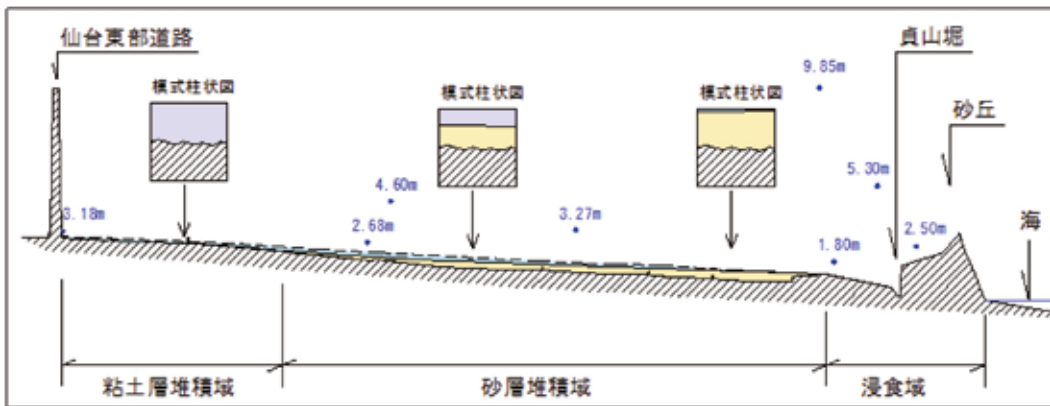 仙台東部道路
貞山堀
9.85m
模式柱状図
模式柱状図
模式柱状図
砂丘
5.30m
4.60m
3.18m
2.68m
3.27m
2.50m
海
1.80m
粘土層堆積域
砂層堆積域
浸食域